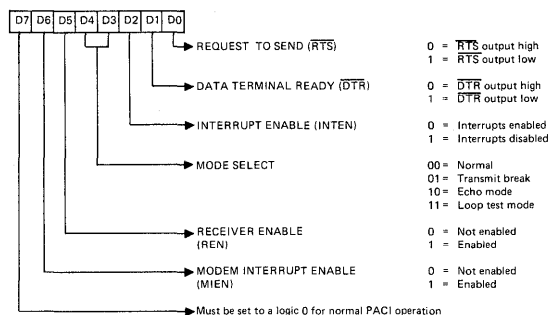 D7 D6 D5 D4 D3 D2 D1 D0
REQUEST TO SEND (RTS) 0 = RTS output high
1 = RTS output low
DATA TERMINAL READY (DTR) 0 = DTR output high
1 = DTR output low
INTERRUPT ENABLE (INTEN) 0 = Interrupts enabled
1 = Interrupts disabled
MODE SELECT 00 = Normal
01 = Transmit break
10 = Echo mode
11 = Loop test mode
RECEIVER ENABLE 0 = Not enabled
(REN) 1 = Enabled
MODEM INTERRUPT ENABLE 0 = Not enabled
(MIEN) 1 = Enabled
Must be set to a logic 0 for normal PACI operation